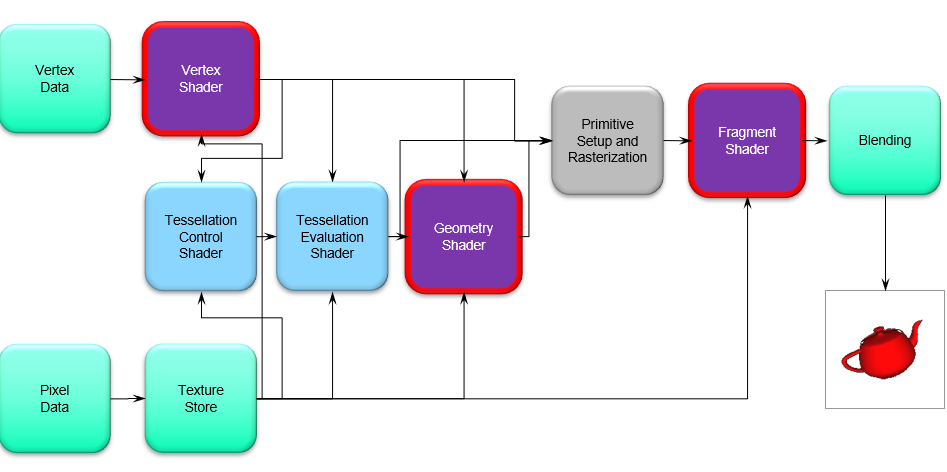 Vertex
Data
Vertex
Shader
Primitive
Setup and
Rasterization
Fragment
Shader
Blending
Tessellation
Control
Shader
Tessellation
Evaluation
Shader
Geometry
Shader
Pixel
Data
Texture
Store